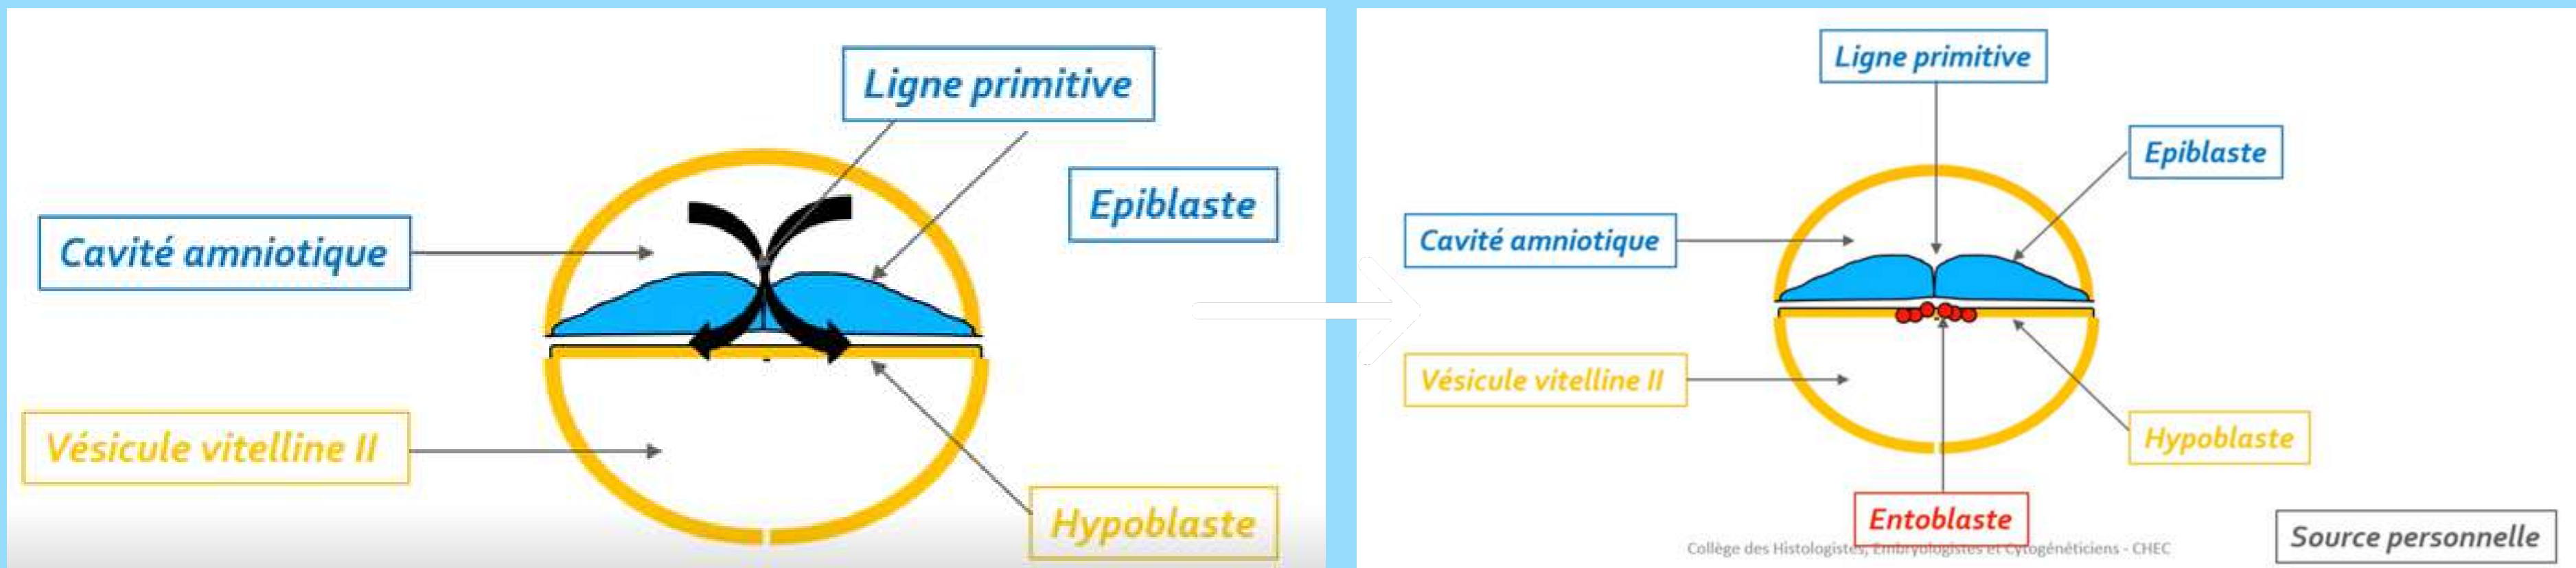 Ligne primitive
Epiblaste
Cavité amniotique
Vésicule vitelline II
Hypoblaste
Ligne primitive
Epiblaste
Cavité amniotique
Vésicule vitelline II
Hypoblaste
Entoblaste
Collège des Histologistes, Embryologistes et Cytogénéticiens - CHEC
Source personnelle